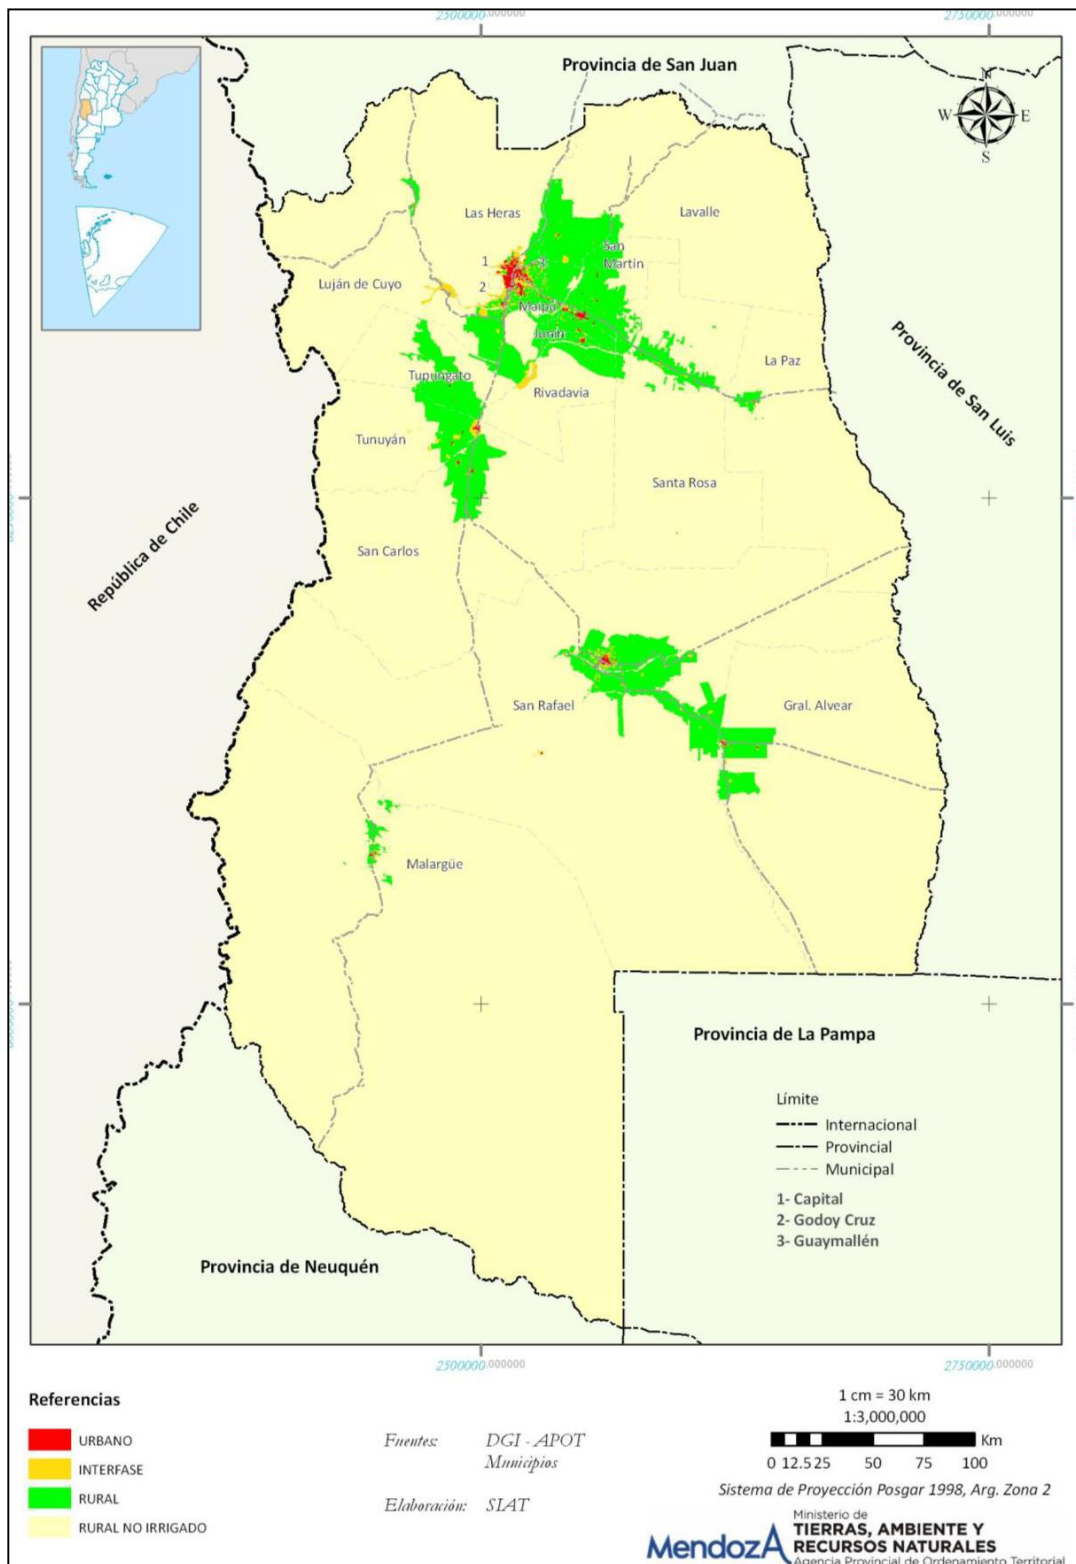 2500000.000000
2750000.000000
Provincia de San Juan
N
W
E
S
Las Heras
Lavalle
San
Martín
1
3
Luján de Cuyo
2
Maipú
Junín
La Paz
Tupungato
Rivadavia
Provincia de San Luis
Tunuyán
Santa Rosa
República de Chile
San Carlos
San Rafael
Gral. Alvear
Malargüe
Provincia de La Pampa
Límite
Internacional
Provincial
Municipal
1- Capital
2- Godoy Cruz
3- Guaymallén
Provincia de Neuquén
2500000.000000
2750000.000000
Referencias
URBANO
INTERFASE
RURAL
RURAL NO IRRIGADO
Fuentes: DGI - APOT
Municipios
Elaboración: SIAT
1 cm = 30 km
1:3,000,000
Km
0 12.5 25 50 75 100
Sistema de Proyección Posgar 1998, Arg. Zona 2
MendozA
Ministerio de
TIERRAS, AMBIENTE Y
RECURSOS NATURALES
Agencia Provincial de Ordenamiento Territorial